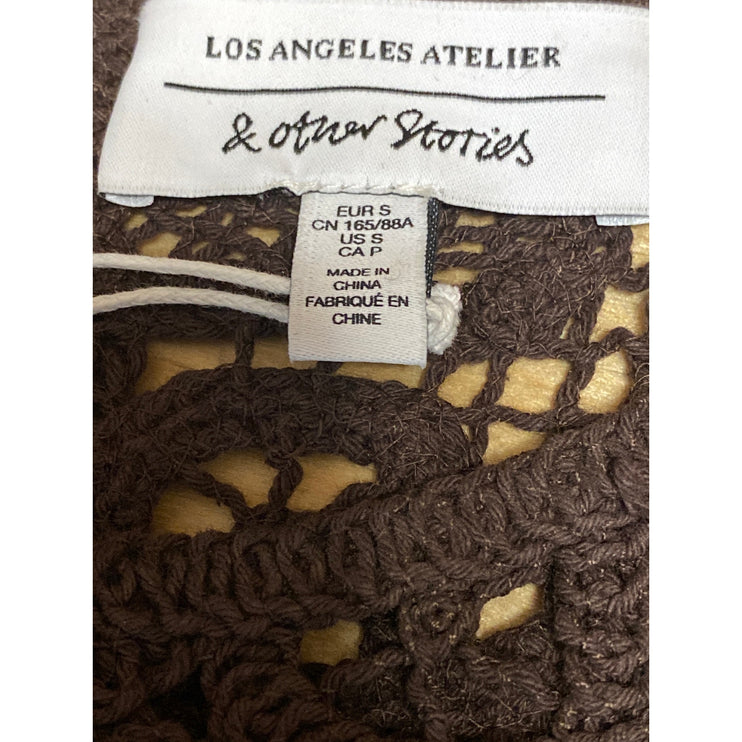 LOS ANGELES ATELIER
& other Stories
EUR S
CN 165/88A
US S
CA P
MADE IN
CHINA
FABRIQUÉ EN
CHINE